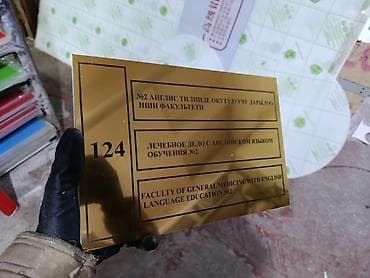 124
№2 АНГЛИС ТИЛИНДЕ ОКУТУЛУУЧУ ДАРЫЛОО
ИШИ ФАКУЛЬТЕТИ
ЛЕЧЕБНОЕ ДЕЛО С АНГЛИЙСКИМ ЯЗЫКОМ
ОБУЧЕНИЯ №2
FACULTY OF GENERAL MEDICINE WITH ENGLISH
LANGUAGE EDUCATION №2